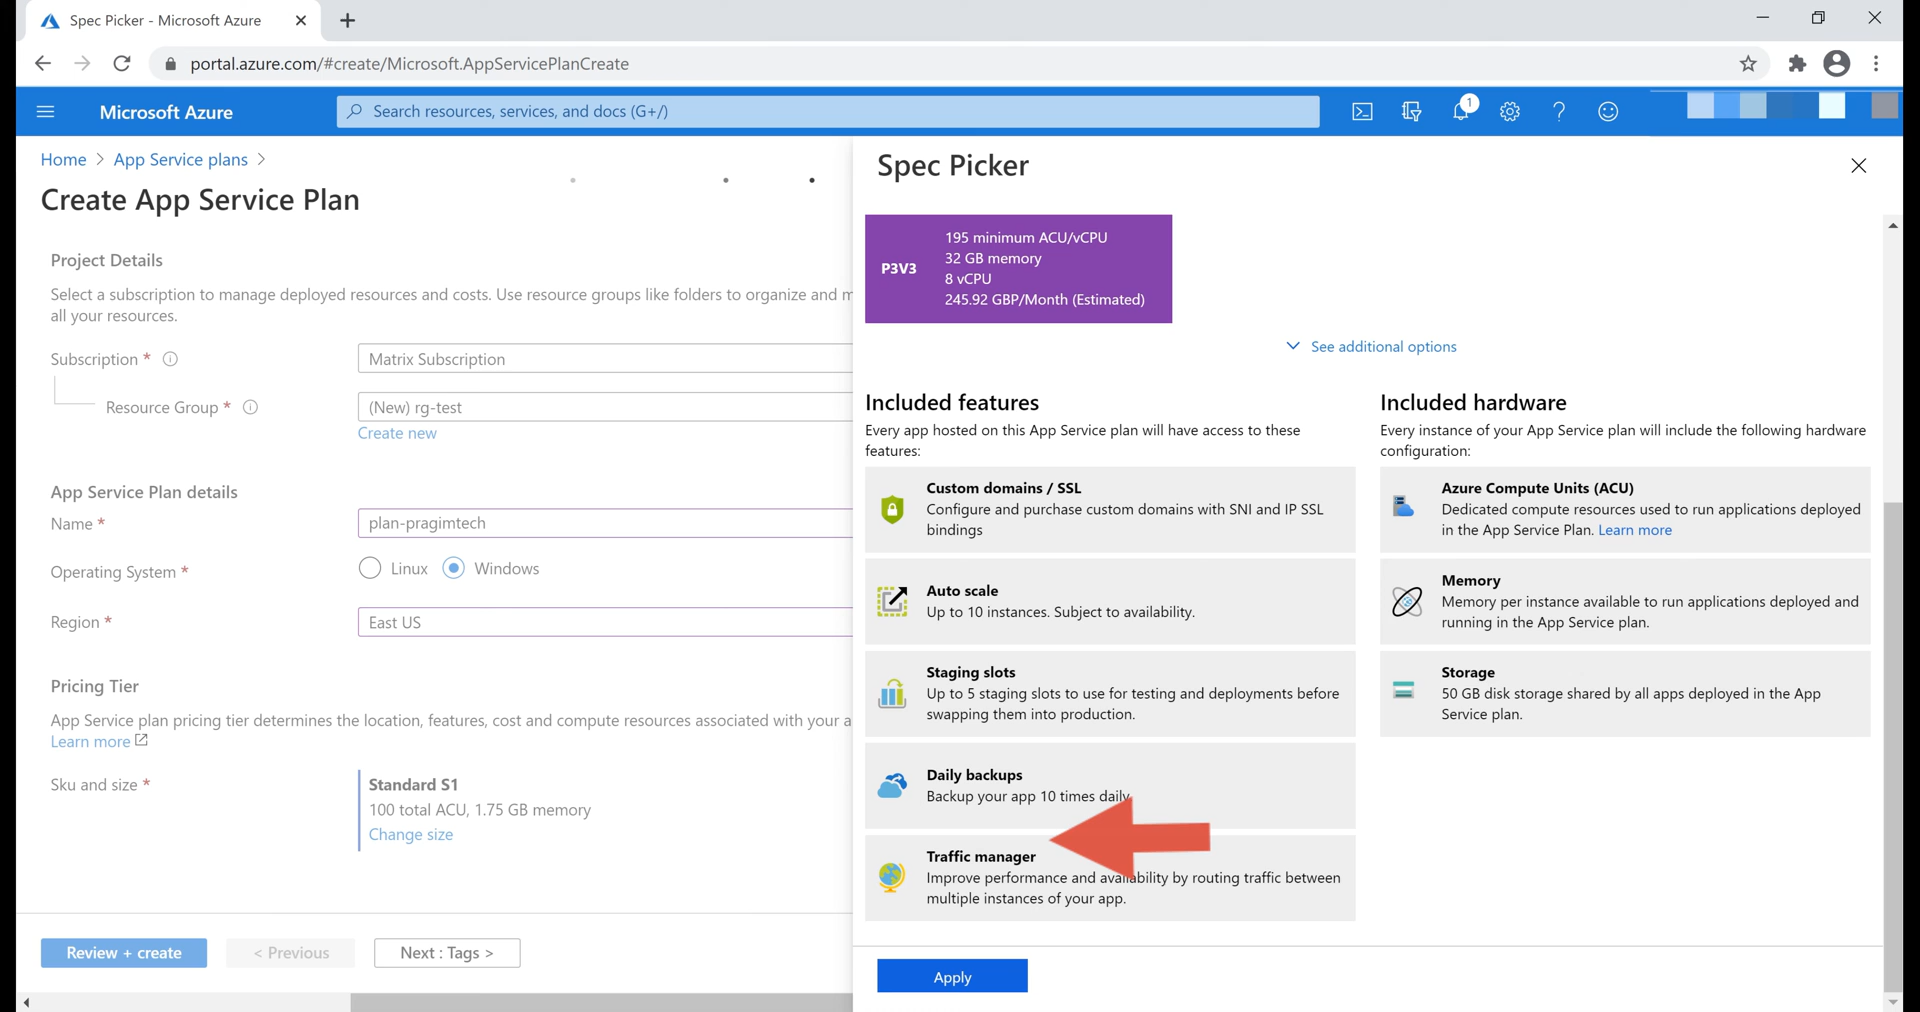 Spec Picker - Microsoft Azure
portal.azure.com/#create/Microsoft.AppServicePlanCreate
Microsoft Azure
Search resources, services, and docs (G+/)
1
Home > App Service plans >
Create App Service Plan
Project Details
Select a subscription to manage deployed resources and costs. Use resource groups like folders to organize and m
all your resources.
Subscription *
Matrix Subscription
Resource Group *
(New) rg-test
Create new
App Service Plan details
Name *
plan-pragimtech
Operating System *
Linux
Windows
Region *
East US
Pricing Tier
App Service plan pricing tier determines the location, features, cost and compute resources associated with your a
Learn more
Sku and size *
Standard S1
100 total ACU, 1.75 GB memory
Change size
Review + create
< Previous
Next : Tags >
Spec Picker
P3V3
195 minimum ACU/vCPU
32 GB memory
8 vCPU
245.92 GBP/Month (Estimated)
See additional options
Included features
Every app hosted on this App Service plan will have access to these
features:
Custom domains / SSL
Configure and purchase custom domains with SNI and IP SSL
bindings
Auto scale
Up to 10 instances. Subject to availability.
Staging slots
Up to 5 staging slots to use for testing and deployments before
swapping them into production.
Daily backups
Backup your app 10 times daily.
Traffic manager
Improve performance and availability by routing traffic between
multiple instances of your app.
Included hardware
Every instance of your App Service plan will include the following hardware
configuration:
Azure Compute Units (ACU)
Dedicated compute resources used to run applications deployed
in the App Service Plan. Learn more
Memory
Memory per instance available to run applications deployed and
running in the App Service plan.
Storage
50 GB disk storage shared by all apps deployed in the App
Service plan.
Apply